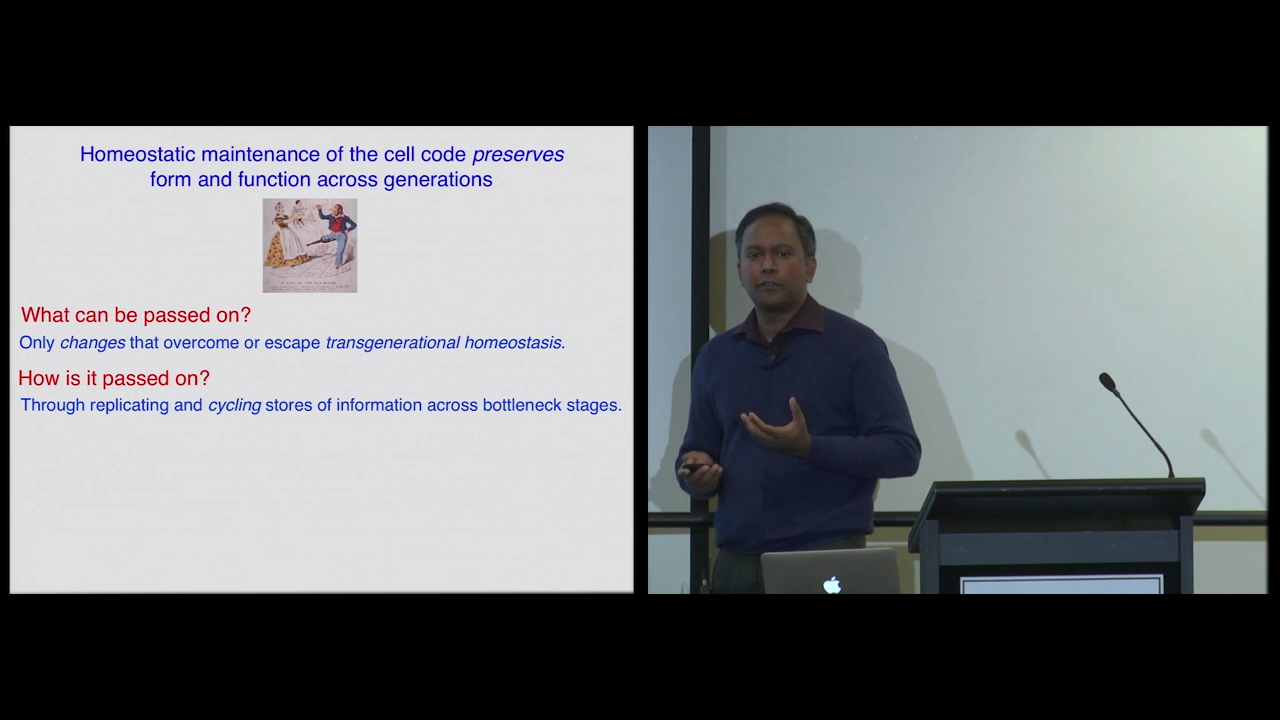 Homeostatic maintenance of the cell code preserves
form and function across generations
What can be passed on?
Only changes that overcome or escape transgenerational homeostasis.
How is it passed on?
Through replicating and cycling stores of information across bottleneck stages.